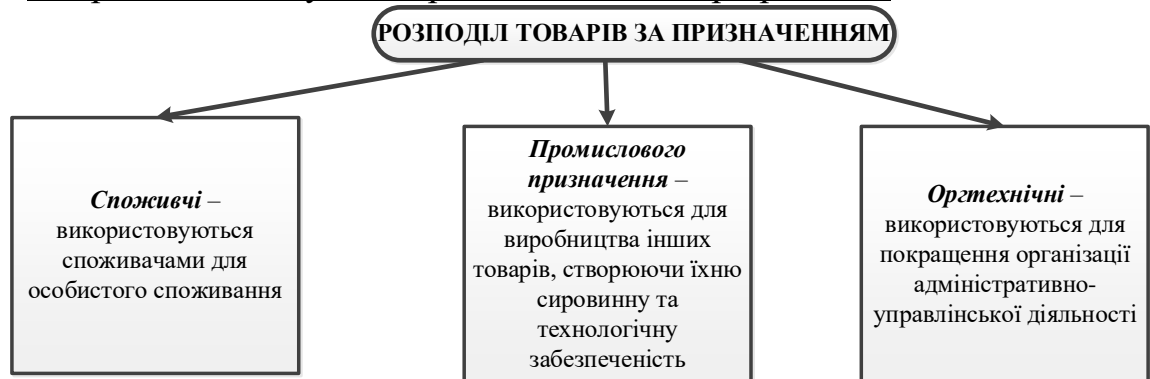 РОЗПОДІЛ ТОВАРІВ ЗА ПРИЗНАЧЕННЯМ
Споживчі –
використовуються
споживачами для
особистого споживання
Промислового
призначення –
використовуються для
виробництва інших
товарів, створюючи їхню
сировинну та
технологічну
забезпеченість
Оргтехнічні –
використовуються для
покращення організації
адміністративно-
управлінської діяльності